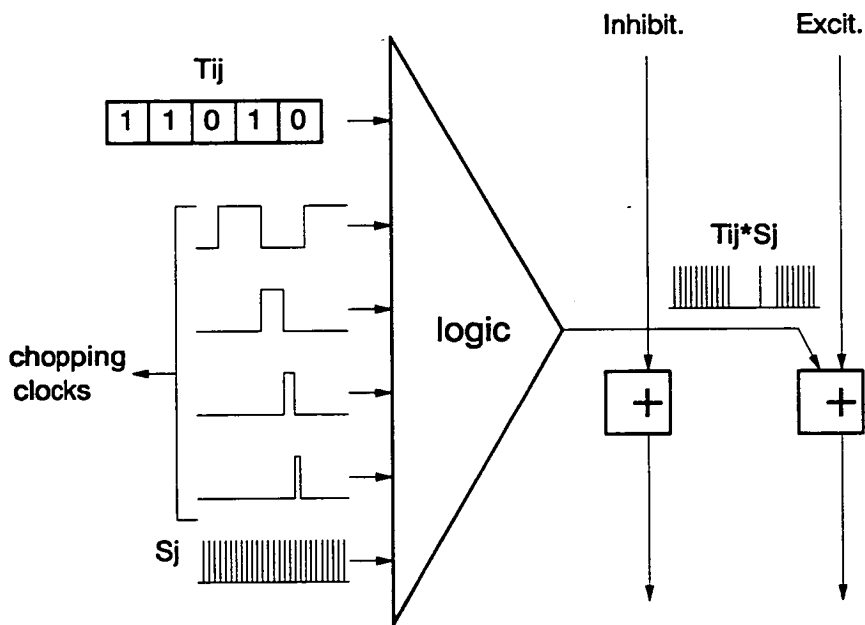 Inhibit. Excit.
Tij
1 1 0 1 0
Tij*Sj
logic
+ +
chopping
clocks
Sj